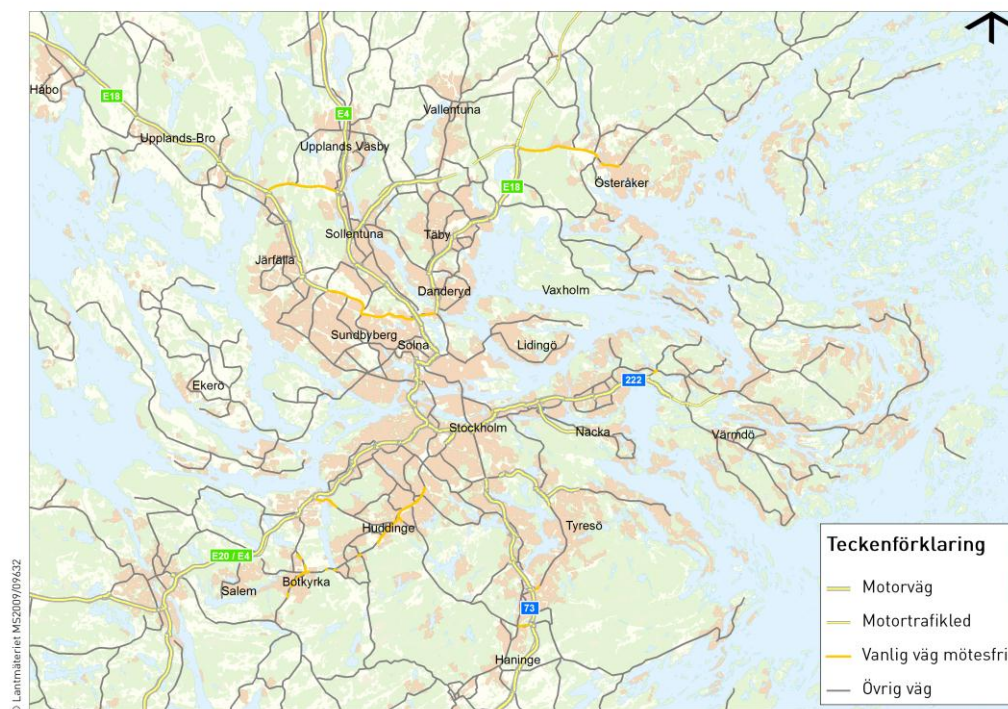 Håbo
E18
E4
Vallentuna
Upplands-Bro
Upplands Väsby
Österåker
E18
Sollentuna
Täby
Järfälla
Danderyd
Vaxholm
Sundbyberg
Solna
Lidingö
Ekerö
222
Stockholm
Nacka
Värmdö
Huddinge
Tyresö
E20 / E4
Salem
Botkyrka
73
Haninge
Teckenförklaring
Motorväg
Motortrafikled
Vanlig väg mötesfri
Övrig väg
© Lantmäteriet MS2009/09632